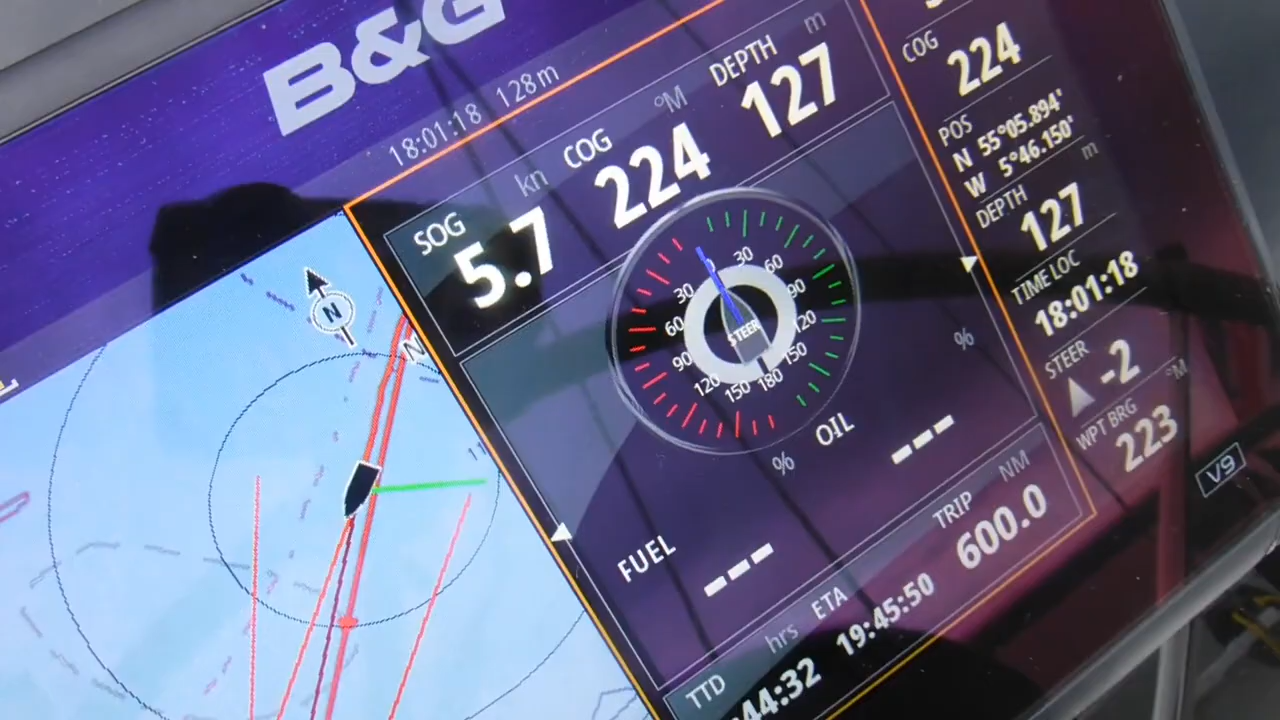 B&G
18:01:18 128m
SOG kn
5.7
COG °M
224
DEPTH m
127
30 60 90 120 150 180 150 120 90 60 30
STEER
FUEL %
---
OIL %
---
TTD hrs
44:32
ETA
19:45:50
TRIP NM
600.0
COG
224
POS
N 55°05.894'
W 5°46.150'
DEPTH m
127
TIME LOC
18:01:18
STEER
-2
WPT BRG °M
223
V9
N
N
11